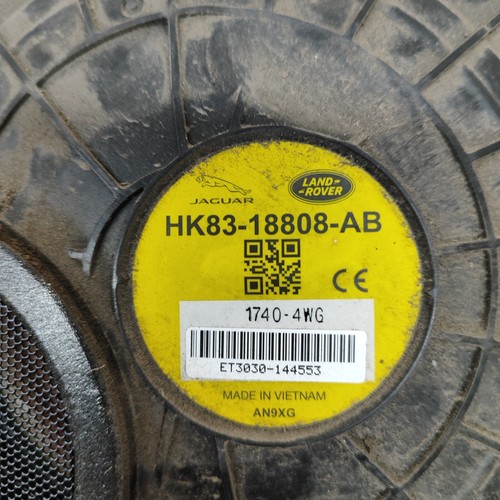 JAGUAR
LAND-
-ROVER
HK83-18808-AB
CE
1740-4WG
ET3030-144553
MADE IN VIETNAM
AN9XG